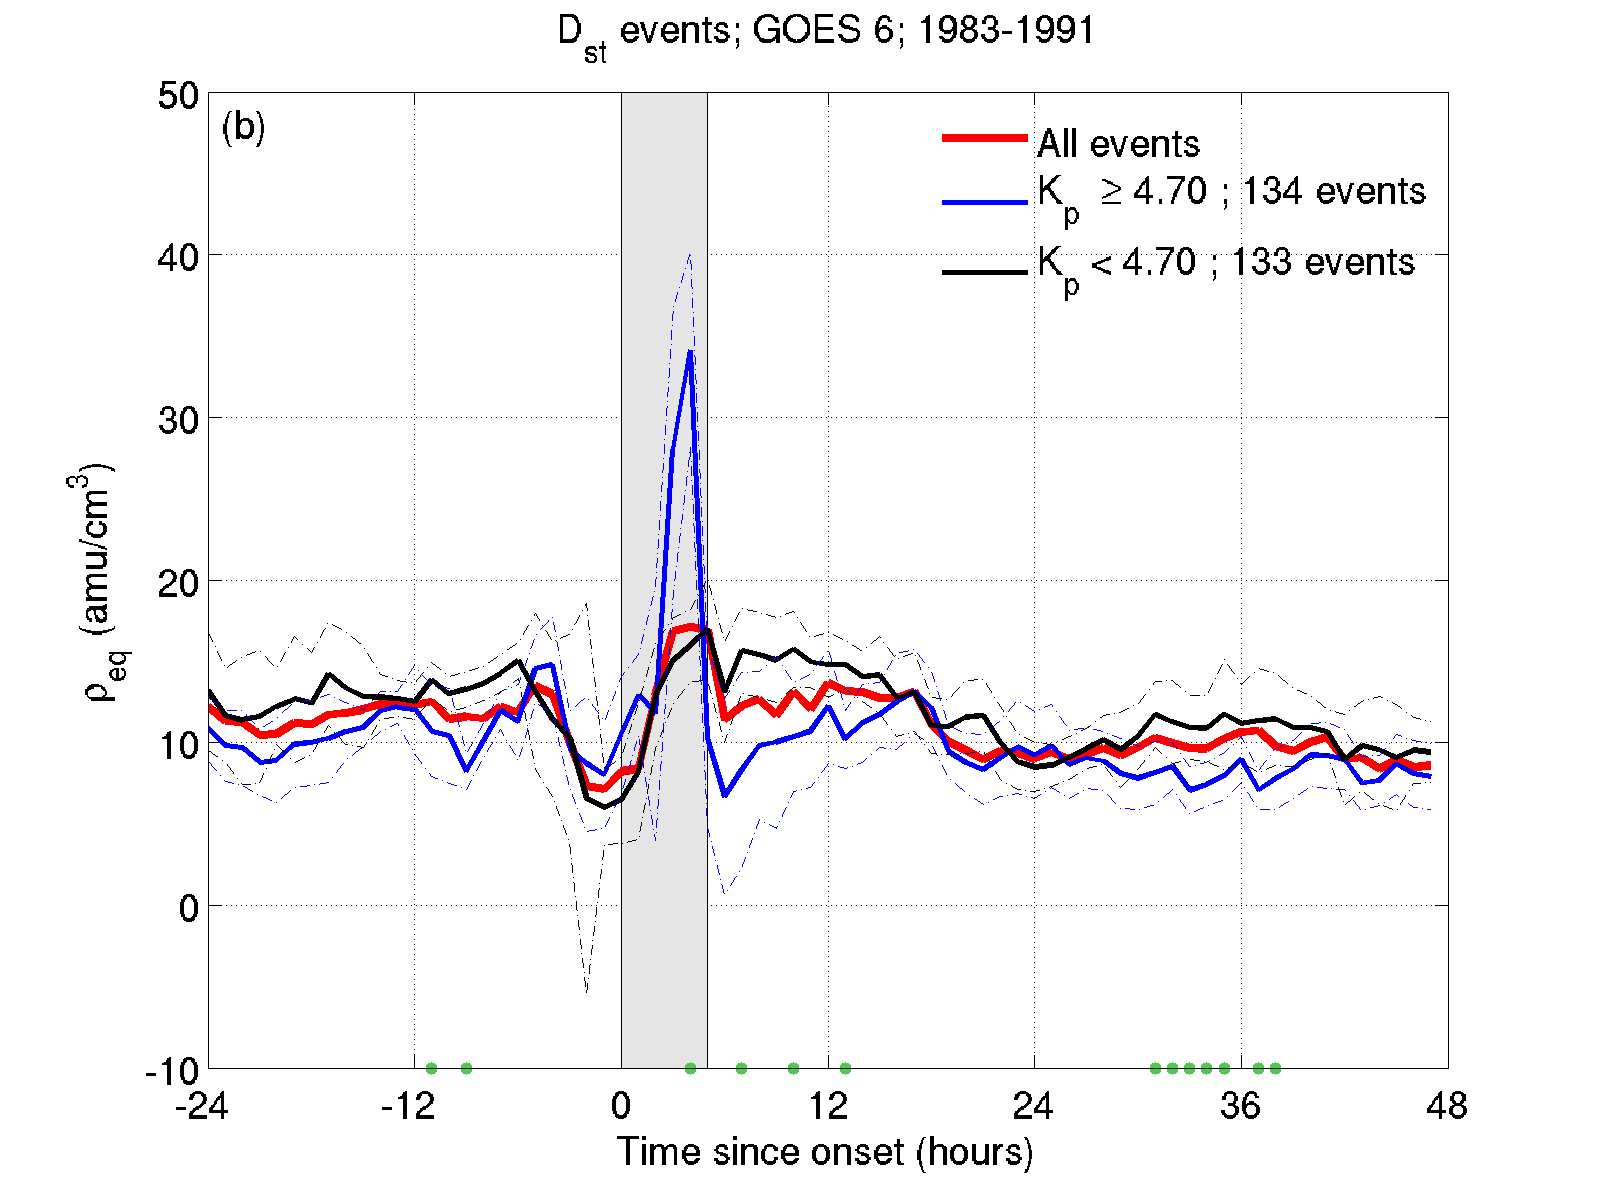 Dst events; GOES 6; 1983-1991
(b)
All events
Kp ≥ 4.70 ; 134 events
Kp < 4.70 ; 133 events
50
40
30
20
10
0
-10
ρeq (amu/cm³)
-24 -12 0 12 24 36 48
Time since onset (hours)